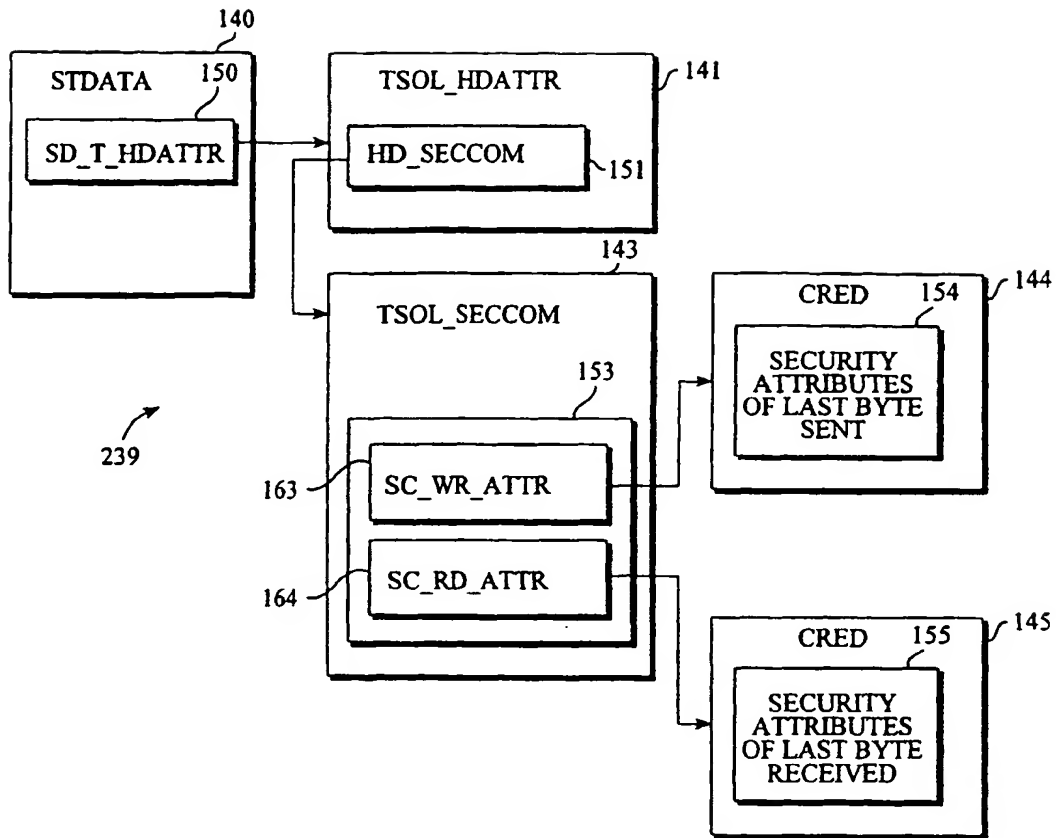 140
STDATA
150
SD_T_HDATTR
TSOL_HDATTR
141
HD_SECCOM
151
143
TSOL_SECCOM
153
163
SC_WR_ATTR
164
SC_RD_ATTR
239
CRED
144
154
SECURITY
ATTRIBUTES
OF LAST BYTE
SENT
CRED
145
155
SECURITY
ATTRIBUTES
OF LAST BYTE
RECEIVED